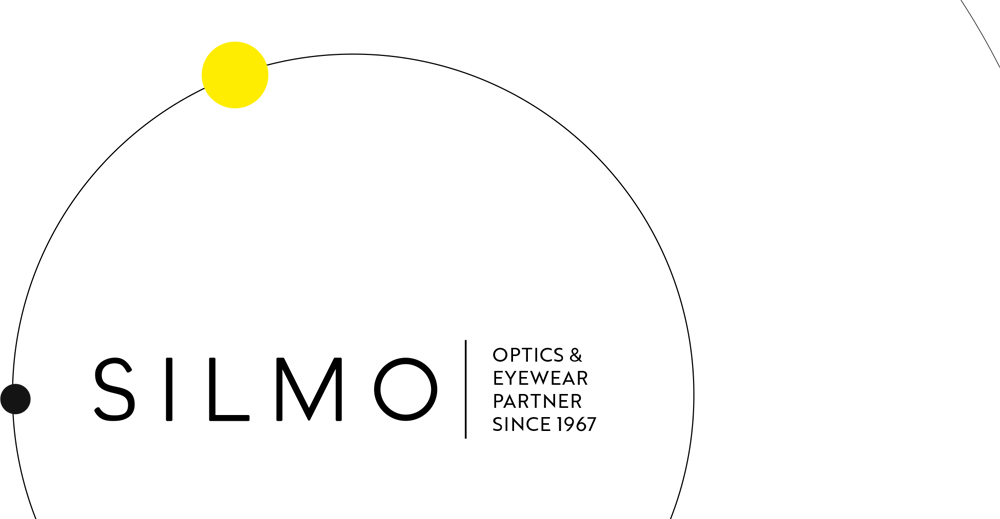 SILMO
OPTICS &
EYEWEAR
PARTNER
SINCE 1967